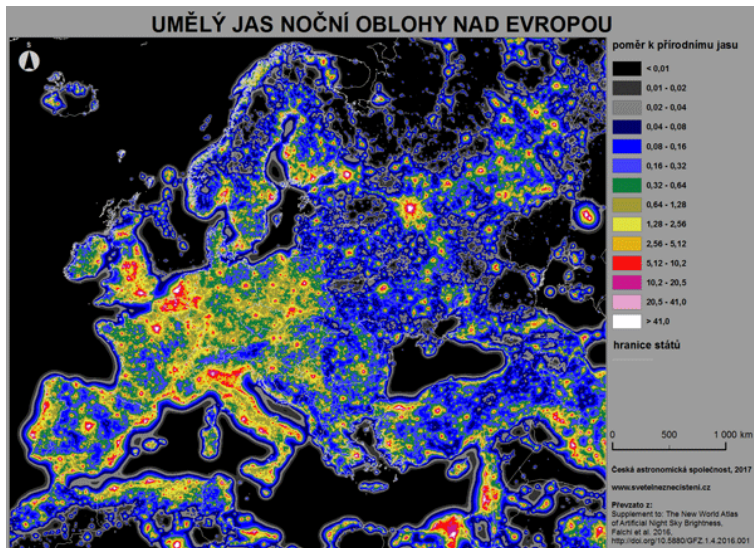 UMĚLÝ JAS NOČNÍ OBLOHY NAD EVROPOU
S
poměr k přírodnímu jasu
< 0,01
0,01 - 0,02
0,02 - 0,04
0,04 - 0,08
0,08 - 0,16
0,16 - 0,32
0,32 - 0,64
0,64 - 1,28
1,28 - 2,56
2,56 - 5,12
5,12 - 10,2
10,2 - 20,5
20,5 - 41,0
> 41,0
hranice států
0 500 1 000 km
Česká astronomická společnost, 2017
www.svetelneznecisteni.cz
Převzato z:
Supplement to: The New World Atlas
of Artificial Night Sky Brightness,
Falchi et al. 2016,
http://doi.org/10.5880/GFZ.1.4.2016.001